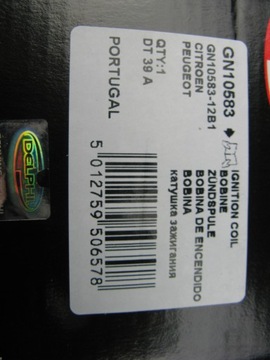 GN10583
GN10583-12B1
CITROEN
PEUGEOT
QTY:1
DT 39 A
PORTUGAL
IGNITION COIL
BOBINE
ZUNDSPULE
BOBINA DE ENCENDIDO
BOBINA
катушка зажигания
5 012759 506578
DELPHI